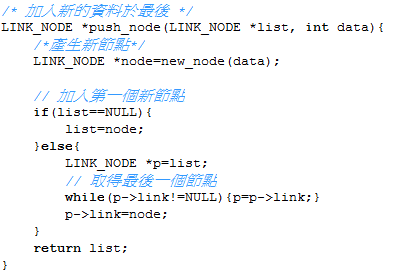 /* 加入新的資料於最後 */
LINK_NODE *push_node(LINK_NODE *list, int data){
    /*產生新節點*/
    LINK_NODE *node=new_node(data);

    // 加入第一個新節點
    if(list==NULL){
        list=node;
    }else{
        LINK_NODE *p=list;
        // 取得最後一個節點
        while(p->link!=NULL){p=p->link;}
        p->link=node;
    }
    return list;
}